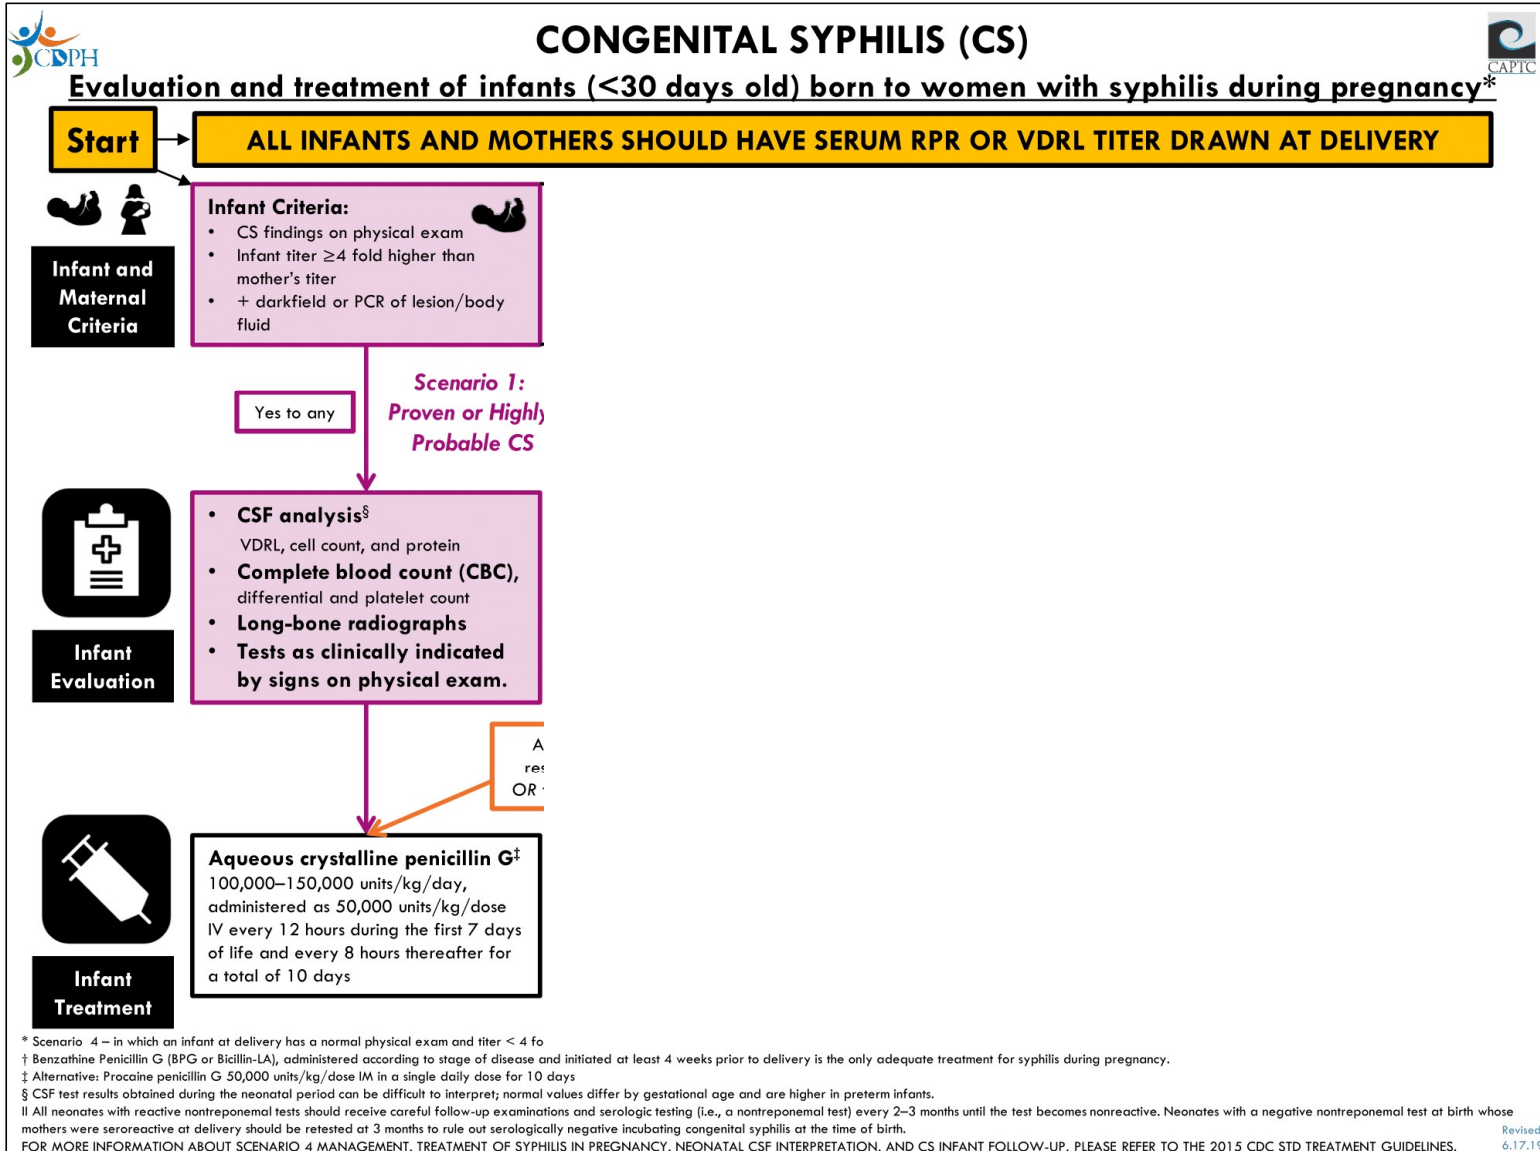 CDPH
CONGENITAL SYPHILIS (CS)
CAPTC
Evaluation and treatment of infants (<30 days old) born to women with syphilis during pregnancy*
Start
ALL INFANTS AND MOTHERS SHOULD HAVE SERUM RPR OR VDRL TITER DRAWN AT DELIVERY
Infant and
Maternal
Criteria
Infant Criteria:
• CS findings on physical exam
• Infant titer ≥4 fold higher than
mother's titer
• + darkfield or PCR of lesion/body
fluid
Yes to any
Scenario 1:
Proven or Highly
Probable CS
Infant
Evaluation
• CSF analysis§
VDRL, cell count, and protein
• Complete blood count (CBC),
differential and platelet count
• Long-bone radiographs
• Tests as clinically indicated
by signs on physical exam.
A
res
OR
Infant
Treatment
Aqueous crystalline penicillin G‡
100,000–150,000 units/kg/day,
administered as 50,000 units/kg/dose
IV every 12 hours during the first 7 days
of life and every 8 hours thereafter for
a total of 10 days
* Scenario 4 – in which an infant at delivery has a normal physical exam and titer < 4 fo
† Benzathine Penicillin G (BPG or Bicillin-LA), administered according to stage of disease and initiated at least 4 weeks prior to delivery is the only adequate treatment for syphilis during pregnancy.
‡ Alternative: Procaine penicillin G 50,000 units/kg/dose IM in a single daily dose for 10 days
§ CSF test results obtained during the neonatal period can be difficult to interpret; normal values differ by gestational age and are higher in preterm infants.
II All neonates with reactive nontreponemal tests should receive careful follow-up examinations and serologic testing (i.e., a nontreponemal test) every 2–3 months until the test becomes nonreactive. Neonates with a negative nontreponemal test at birth whose
mothers were seroreactive at delivery should be retested at 3 months to rule out serologically negative incubating congenital syphilis at the time of birth.
FOR MORE INFORMATION ABOUT SCENARIO 4 MANAGEMENT, TREATMENT OF SYPHILIS IN PREGNANCY, NEONATAL CSF INTERPRETATION, AND CS INFANT FOLLOW-UP, PLEASE REFER TO THE 2015 CDC STD TREATMENT GUIDELINES.
Revised
6.17.19